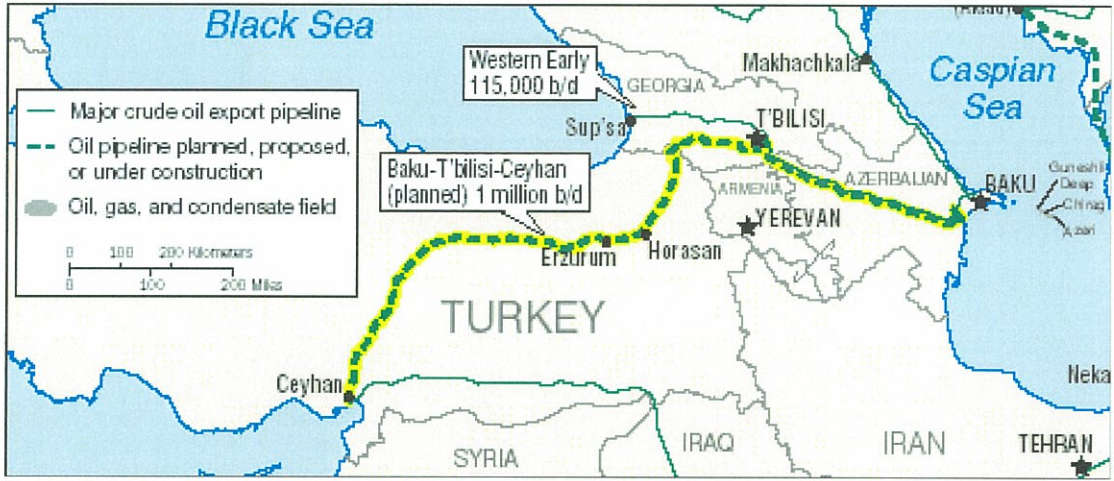 Black Sea
Caspian
Sea
Western Early
115,000 b/d
GEORGIA
Makhachkala
Major crude oil export pipeline
Oil pipeline planned, proposed,
or under construction
Oil, gas, and condensate field
0 100 200 Kilometers
0 100 200 Miles
Sup'sa
T'BILISI
Baku-T'bilisi-Ceyhan
(planned) 1 million b/d
ARMENIA
AZERBAIJAN
BAKU
Guneshli
Deep
Chirag
Azeri
YEREVAN
Erzurum
Horasan
TURKEY
Ceyhan
Neka
SYRIA
IRAQ
IRAN
TEHRAN